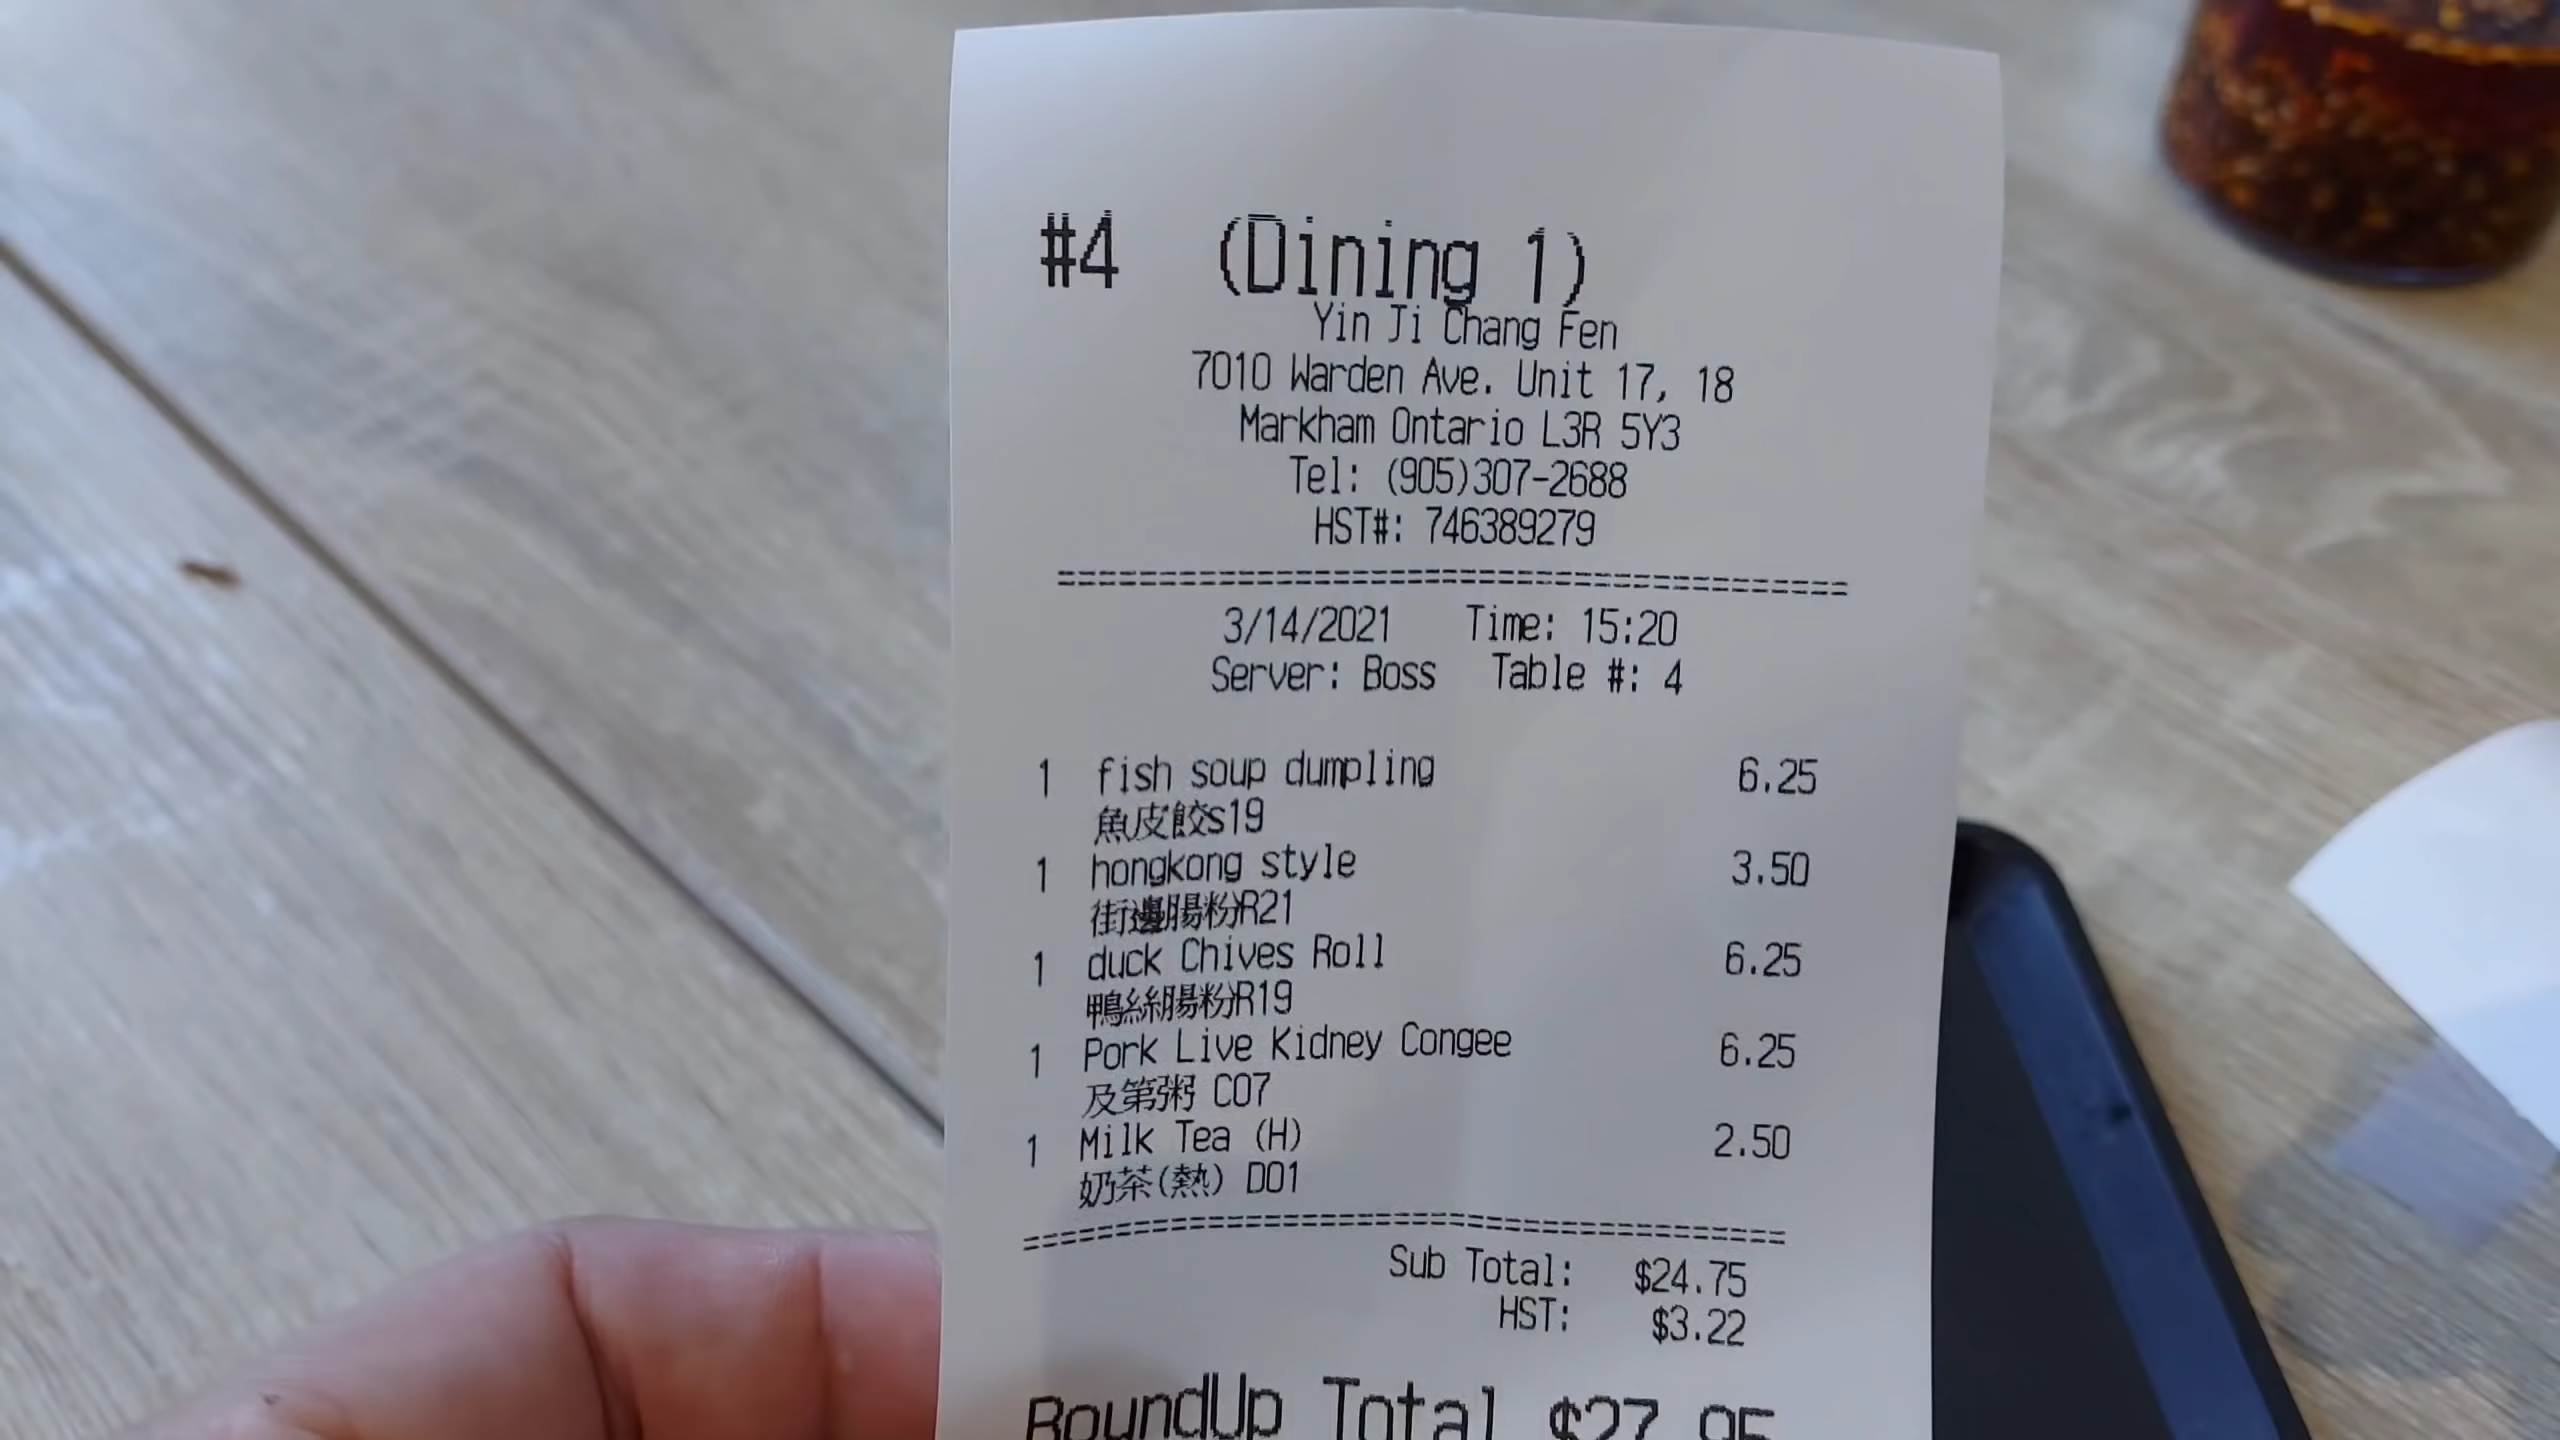 #4 (Dining 1)
Yin Ji Chang Fen
7010 Warden Ave. Unit 17, 18
Markham Ontario L3R 5Y3
Tel: (905)307-2688
HST#: 746389279
======================================
3/14/2021 Time: 15:20
Server: Boss Table #: 4
1 fish soup dumpling 6.25
魚皮餃s19
1 hongkong style 3.50
街邊腸粉R21
1 duck Chives Roll 6.25
鴨絲腸粉R19
1 Pork Live Kidney Congee 6.25
及第粥 C07
1 Milk Tea (H) 2.50
奶茶(熱) D01
======================================
Sub Total: $24.75
HST: $3.22
RoundUp Total $27.95